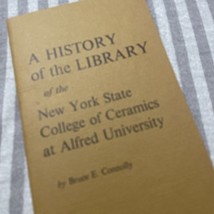 A HISTORY
of the LIBRARY
of the
New York State
College of Ceramics
at Alfred University
by Bruce E. Connolly